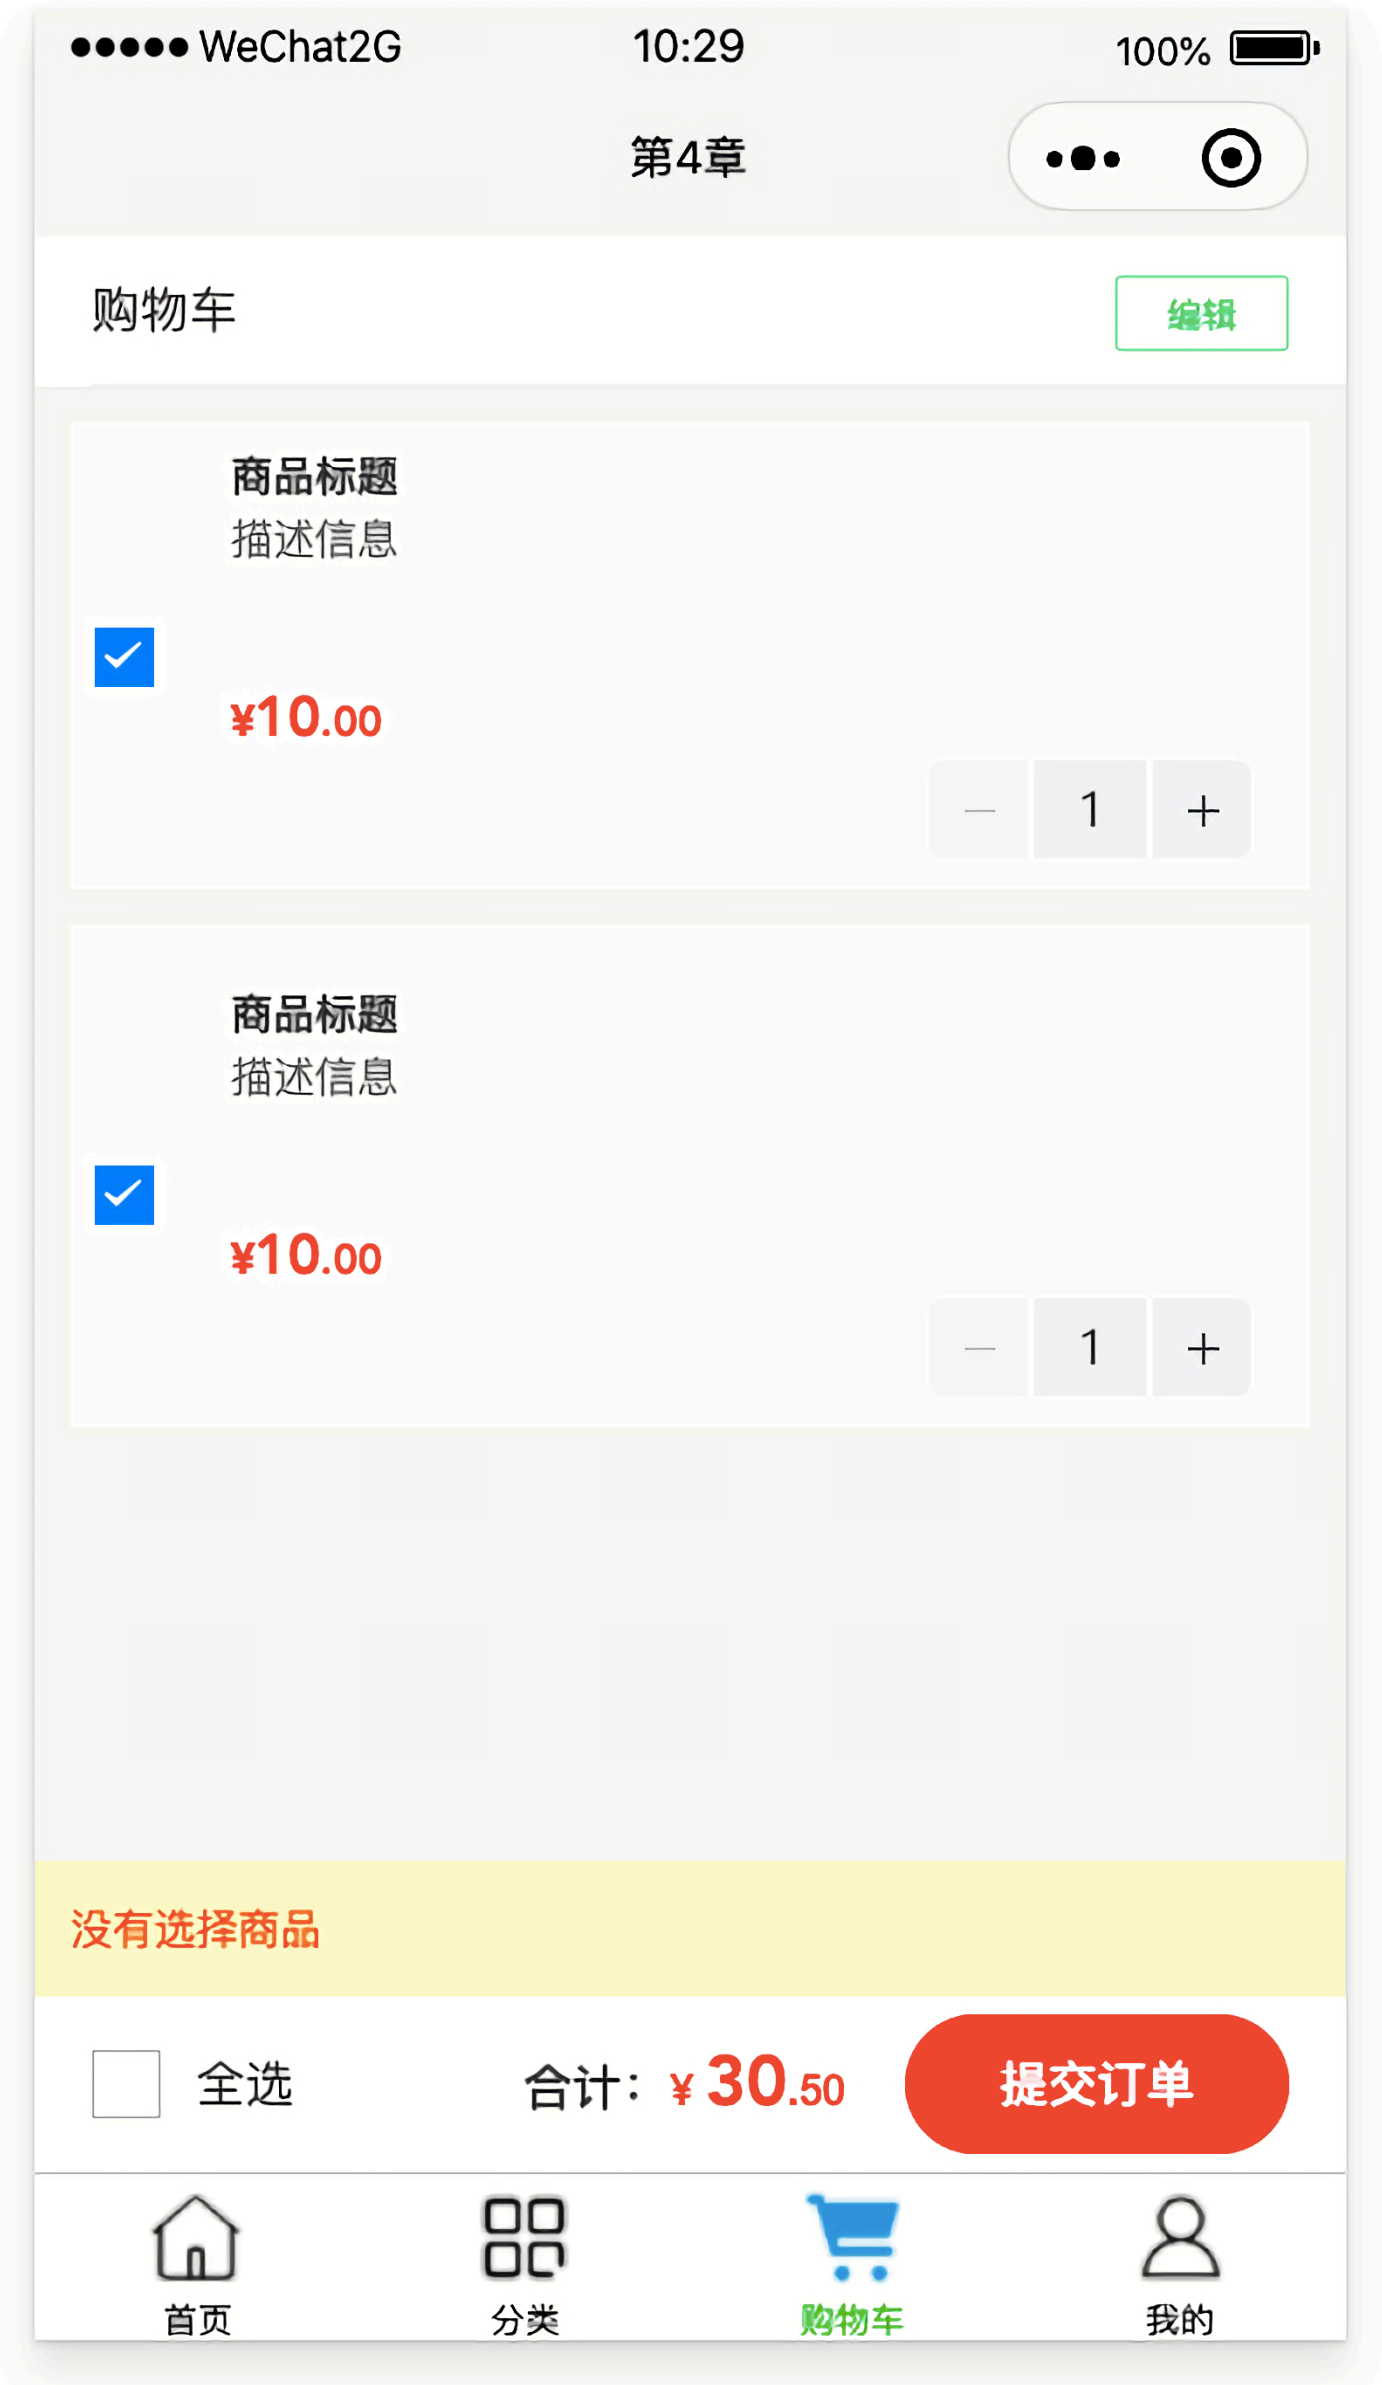 ●●●●● WeChat2G 10:29 100%
第4章
购物车 编辑
商品标题
描述信息
¥10.00
— 1 +
商品标题
描述信息
¥10.00
— 1 +
没有选择商品
全选 合计：¥ 30.50 提交订单
首页 分类 购物车 我的